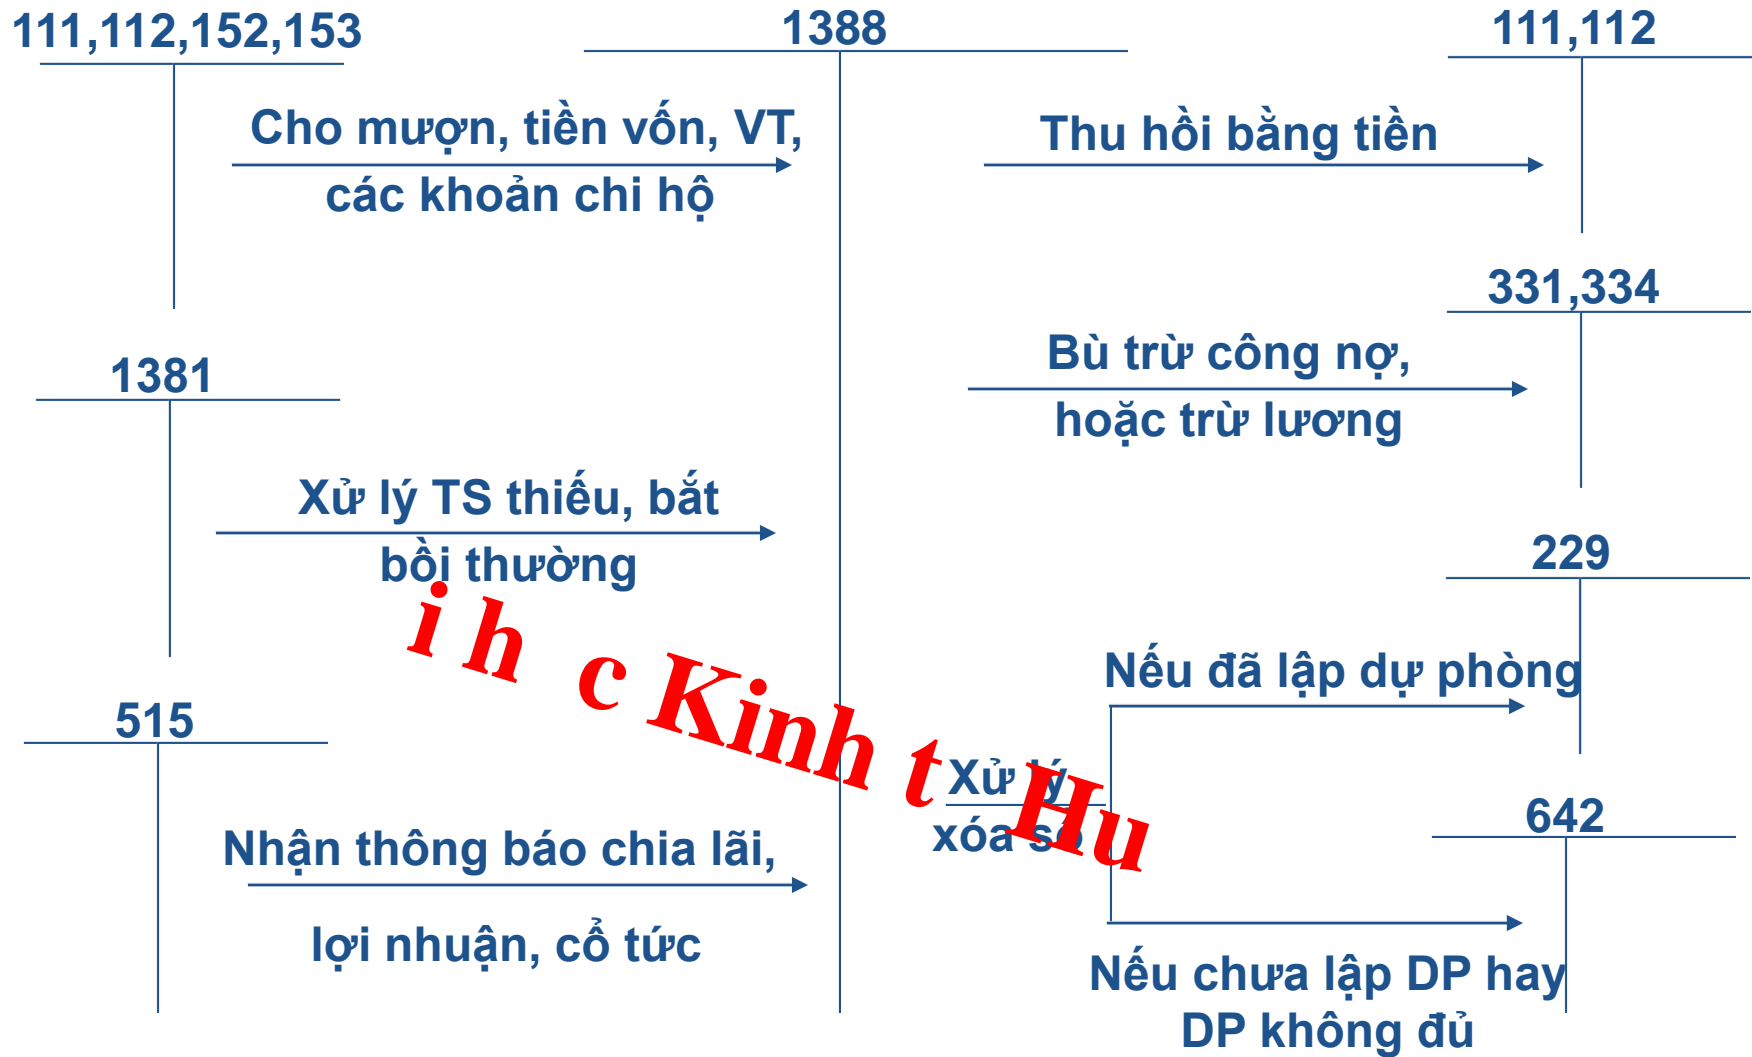 111,112,152,153
1388
111,112
Cho mượn, tiền vốn, VT,
các khoản chi hộ
Thu hồi bằng tiền
331,334
1381
Bù trừ công nợ,
hoặc trừ lương
Xử lý TS thiếu, bắt
bồi thường
229
Nếu đã lập dự phòng
515
Xử lý
xóa sổ
642
Nhận thông báo chia lãi,
lợi nhuận, cổ tức
Nếu chưa lập DP hay
DP không đủ
i h c Kinh t Hu